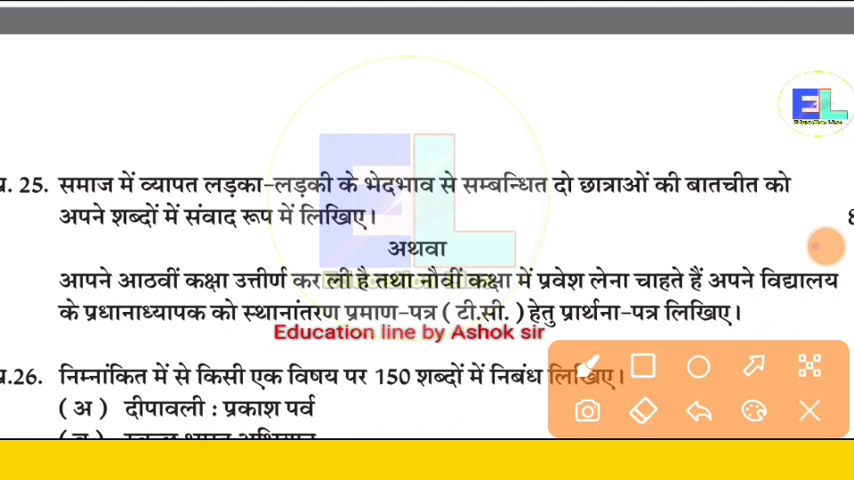 EL
प्र. 25. समाज में व्यापत लड़का-लड़की के भेदभाव से सम्बन्धित दो छात्राओं की बातचीत को
अपने शब्दों में संवाद रूप में लिखिए।
अथवा
आपने आठवीं कक्षा उत्तीर्ण कर ली है तथा नौवीं कक्षा में प्रवेश लेना चाहते हैं अपने विद्यालय
के प्रधानाध्यापक को स्थानांतरण प्रमाण-पत्र ( टी.सी. ) हेतु प्रार्थना-पत्र लिखिए।
Education line by Ashok sir
प्र.26. निम्नांकित में से किसी एक विषय पर 150 शब्दों में निबंध लिखिए।
( अ ) दीपावली : प्रकाश पर्व